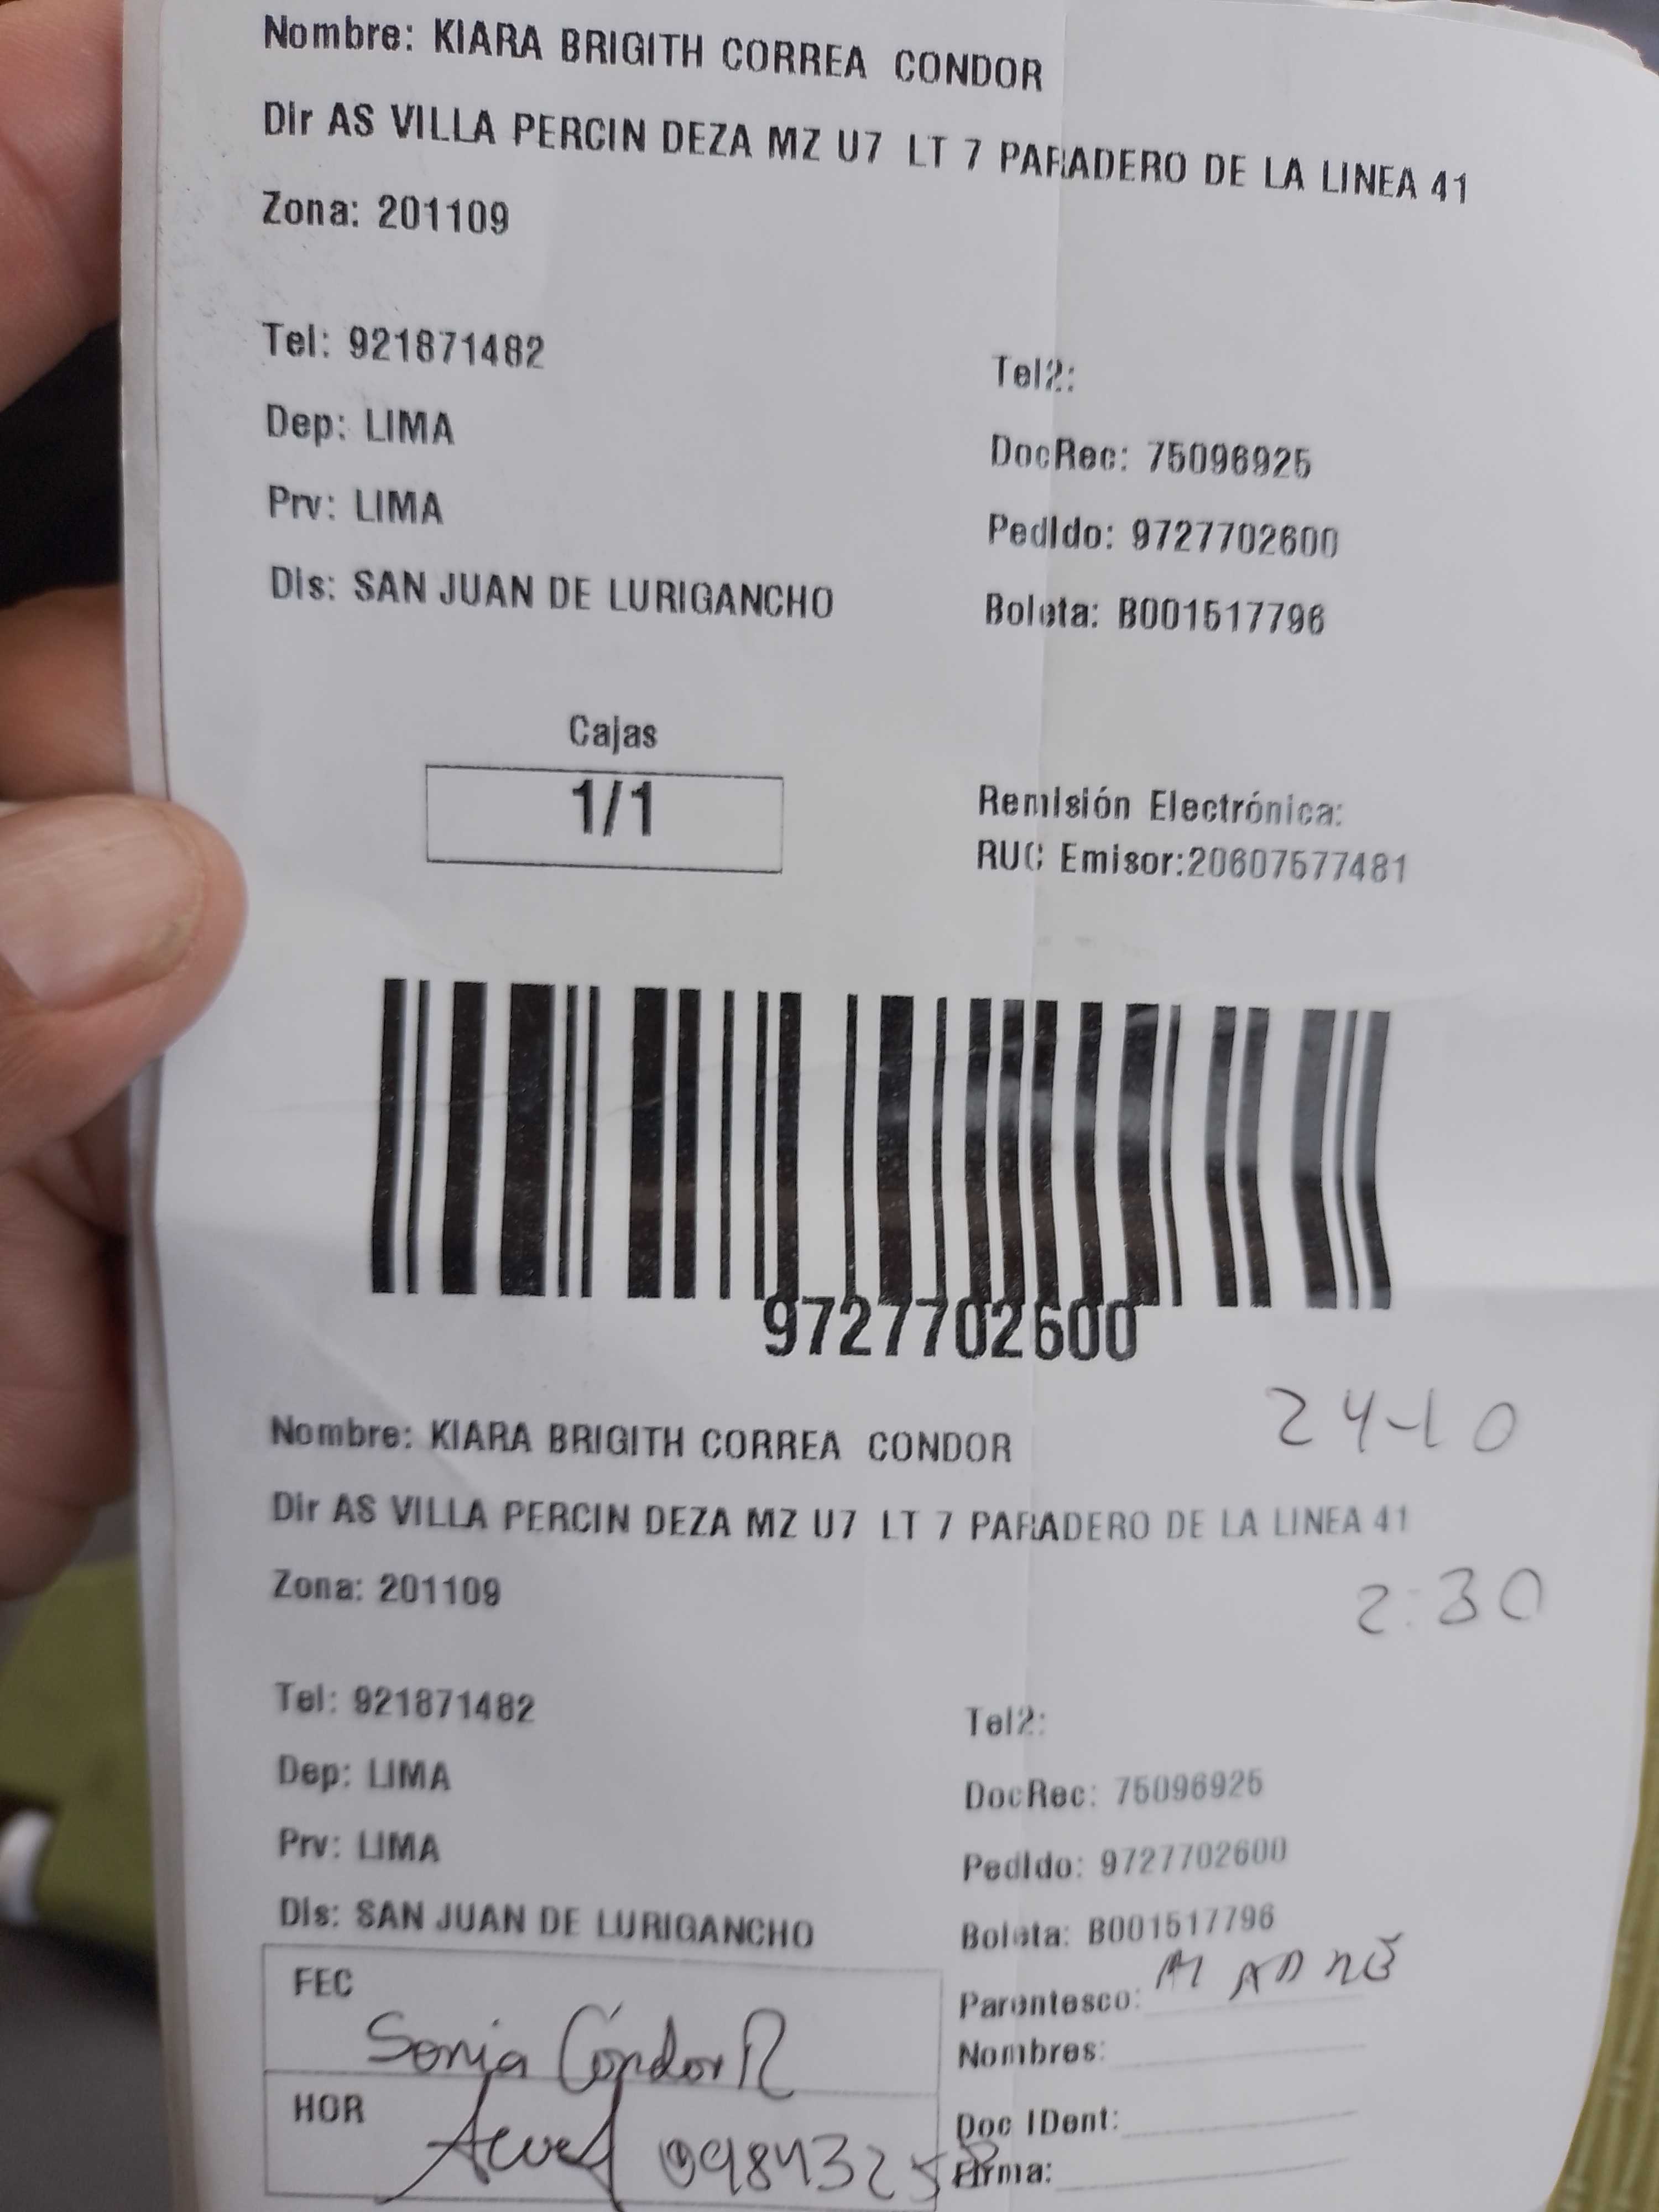 Nombre: KIARA BRIGITH CORREA CONDOR
Dir AS VILLA PERCIN DEZA MZ U7 LT 7 PARADERO DE LA LINEA 41
Zona: 201109
Tel: 921871482
Tel2:
Dep: LIMA
DocRec: 75096925
Prv: LIMA
Pedido: 9727702600
Dis: SAN JUAN DE LURIGANCHO
Boleta: B001517796
Cajas
1/1
Remisión Electrónica:
RUC Emisor:20607577481
9727702600
24-10
Nombre: KIARA BRIGITH CORREA CONDOR
Dir AS VILLA PERCIN DEZA MZ U7 LT 7 PARADERO DE LA LINEA 41
2:30
Zona: 201109
Tel: 921871482
Tel2:
Dep: LIMA
DocRec: 75096925
Prv: LIMA
Pedido: 9727702600
Dis: SAN JUAN DE LURIGANCHO
Boleta: B001517796
FEC
Parentesco: MADRE
Sonia Cóndor R
Nombres:
HOR
Doc IDent:
Firma: